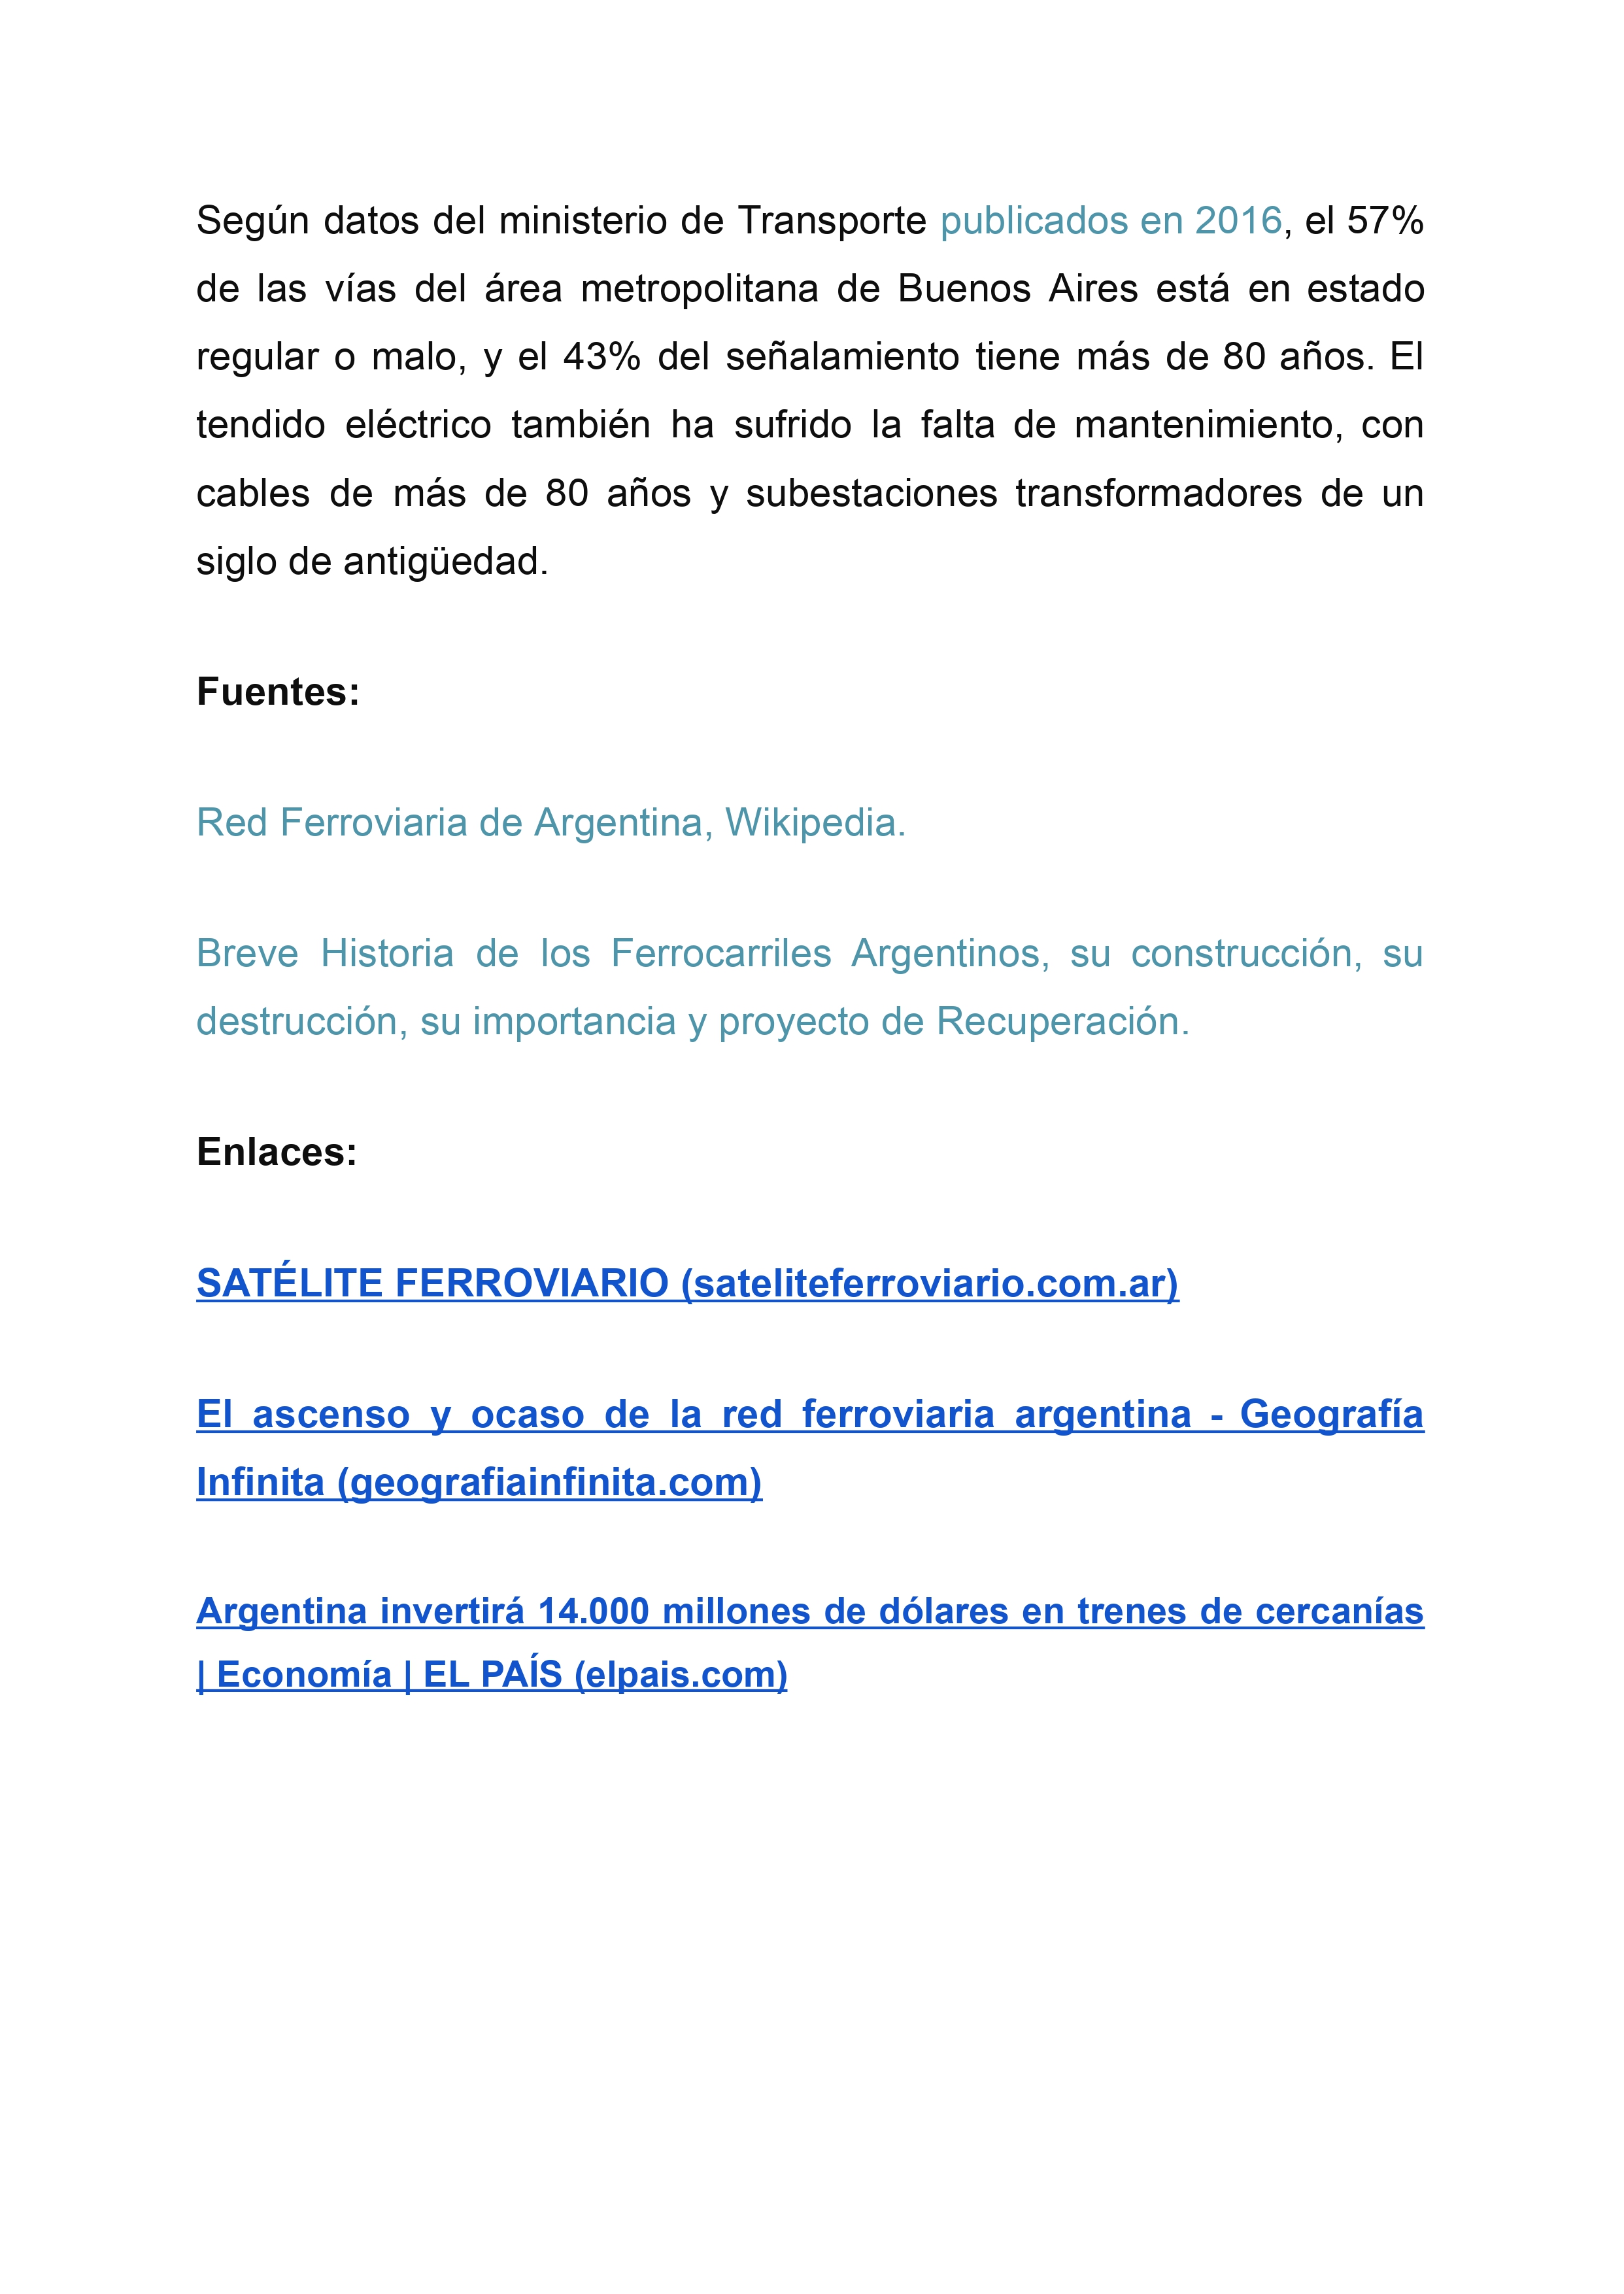 Según datos del ministerio de Transporte publicados en 2016, el 57%
de las vías del área metropolitana de Buenos Aires está en estado
regular o malo, y el 43% del señalamiento tiene más de 80 años. El
tendido eléctrico también ha sufrido la falta de mantenimiento, con
cables de más de 80 años y subestaciones transformadores de un
siglo de antigüedad.
Fuentes:
Red Ferroviaria de Argentina, Wikipedia.
Breve Historia de los Ferrocarriles Argentinos, su construcción, su
destrucción, su importancia y proyecto de Recuperación.
Enlaces:
SATÉLITE FERROVIARIO (sateliteferroviario.com.ar)
El ascenso y ocaso de la red ferroviaria argentina - Geografía
Infinita (geografiainfinita.com)
Argentina invertirá 14.000 millones de dólares en trenes de cercanías
| Economía | EL PAÍS (elpais.com)